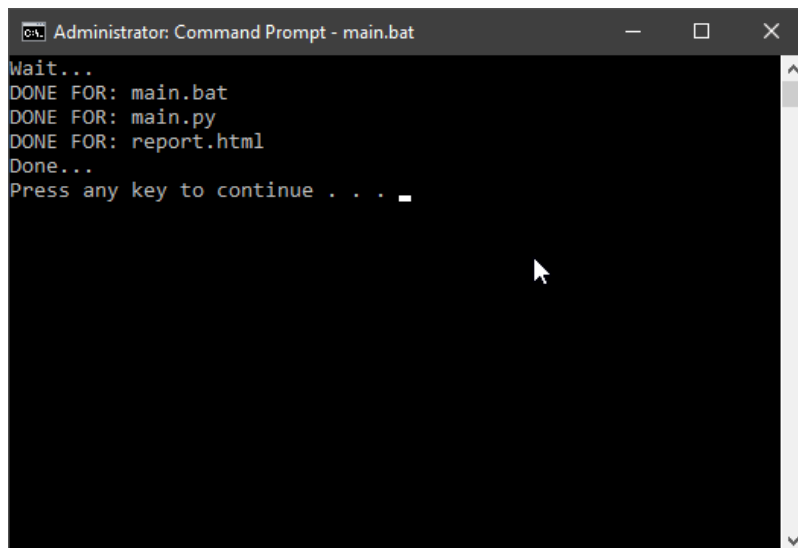 Administrator: Command Prompt - main.bat
Wait...
DONE FOR: main.bat
DONE FOR: main.py
DONE FOR: report.html
Done...
Press any key to continue . . .